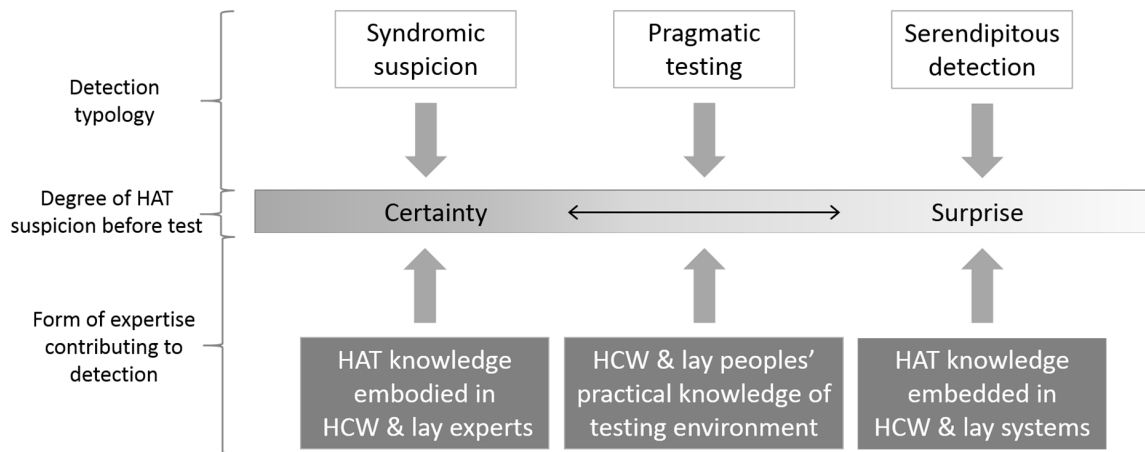 Syndromic
suspicion
Pragmatic
testing
Serendipitous
detection
Detection
typology
Degree of HAT
suspicion before test
Certainty
Surprise
Form of expertise
contributing to
detection
HAT knowledge
embodied in
HCW & lay experts
HCW & lay peoples’
practical knowledge of
testing environment
HAT knowledge
embedded in
HCW & lay systems